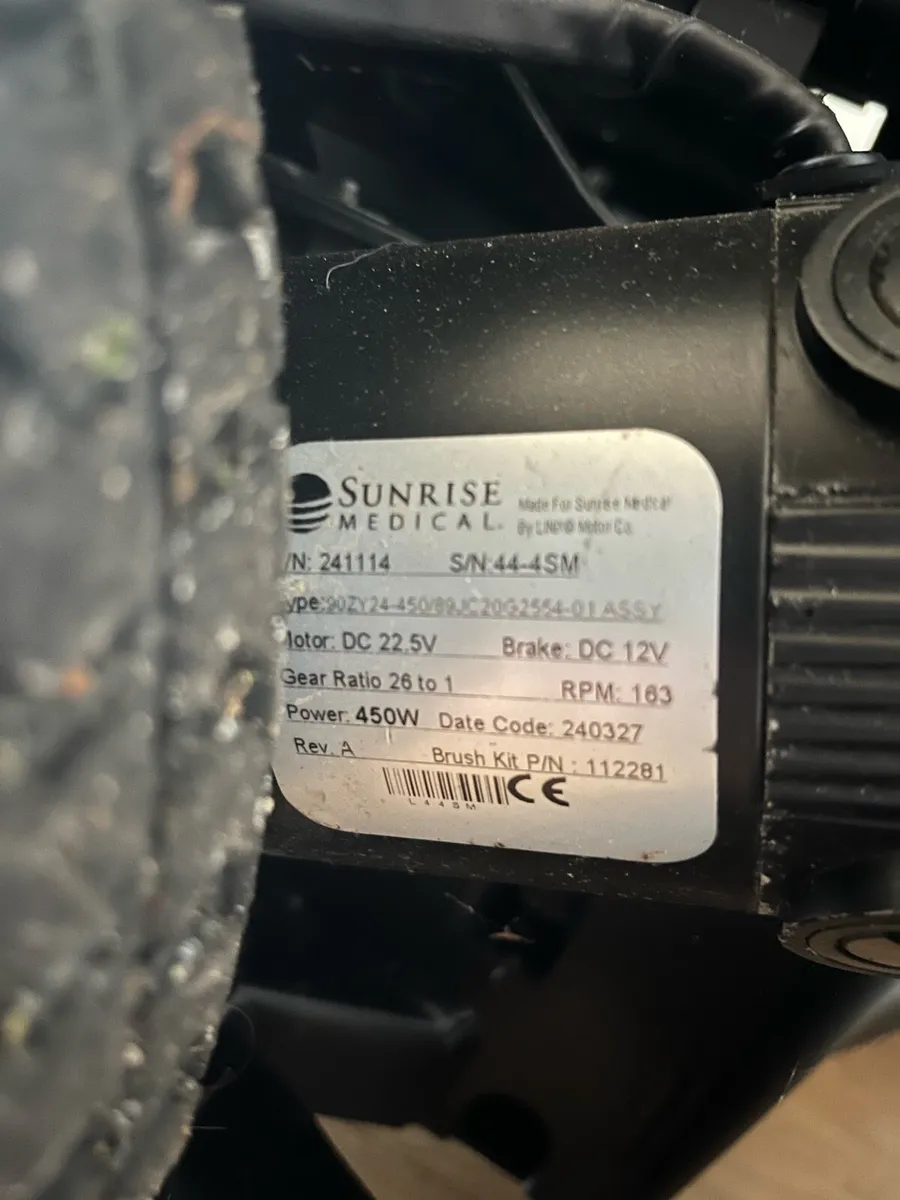 SUNRISE
MEDICAL.
Made For Sunrise Medical
By Motor Co.
/N: 241114 S/N:44-4SM
ype:90ZY24-450/89JC20G2554-01 ASSY
Motor: DC 22.5V Brake: DC 12V
Gear Ratio 26 to 1 RPM: 163
Power: 450W Date Code: 240327
Rev. A Brush Kit P/N : 112281
CE
L44SM